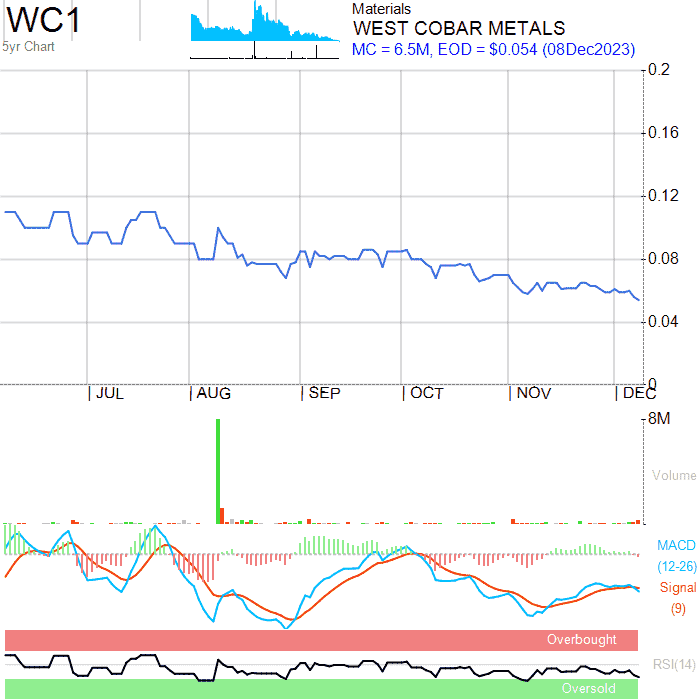 WC1
5yr Chart
Materials
WEST COBAR METALS
MC = 6.5M, EOD = $0.054 (08Dec2023)
0.2
0.16
0.12
0.08
0.04
0
JUL
AUG
SEP
OCT
NOV
DEC
8M
Volume
MACD
(12-26)
Signal
(9)
Overbought
RSI(14)
Oversold